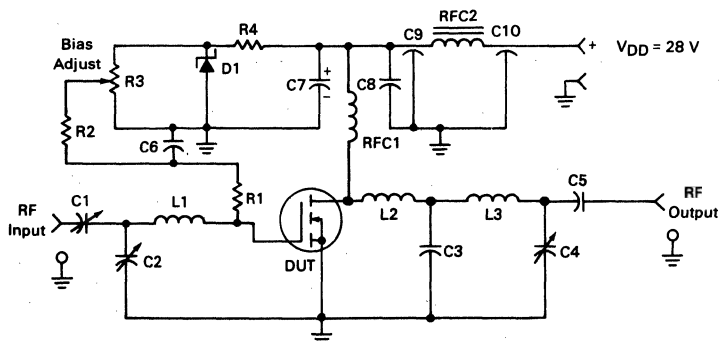 RFC2
C9
C10
R4
Bias
Adjust
R3
D1
+
C7
−
C8
+
VDD = 28 V
R2
C6
RFC1
R1
C1
L1
C5
RF
Input
L2
L3
RF
Output
C2
DUT
C3
C4